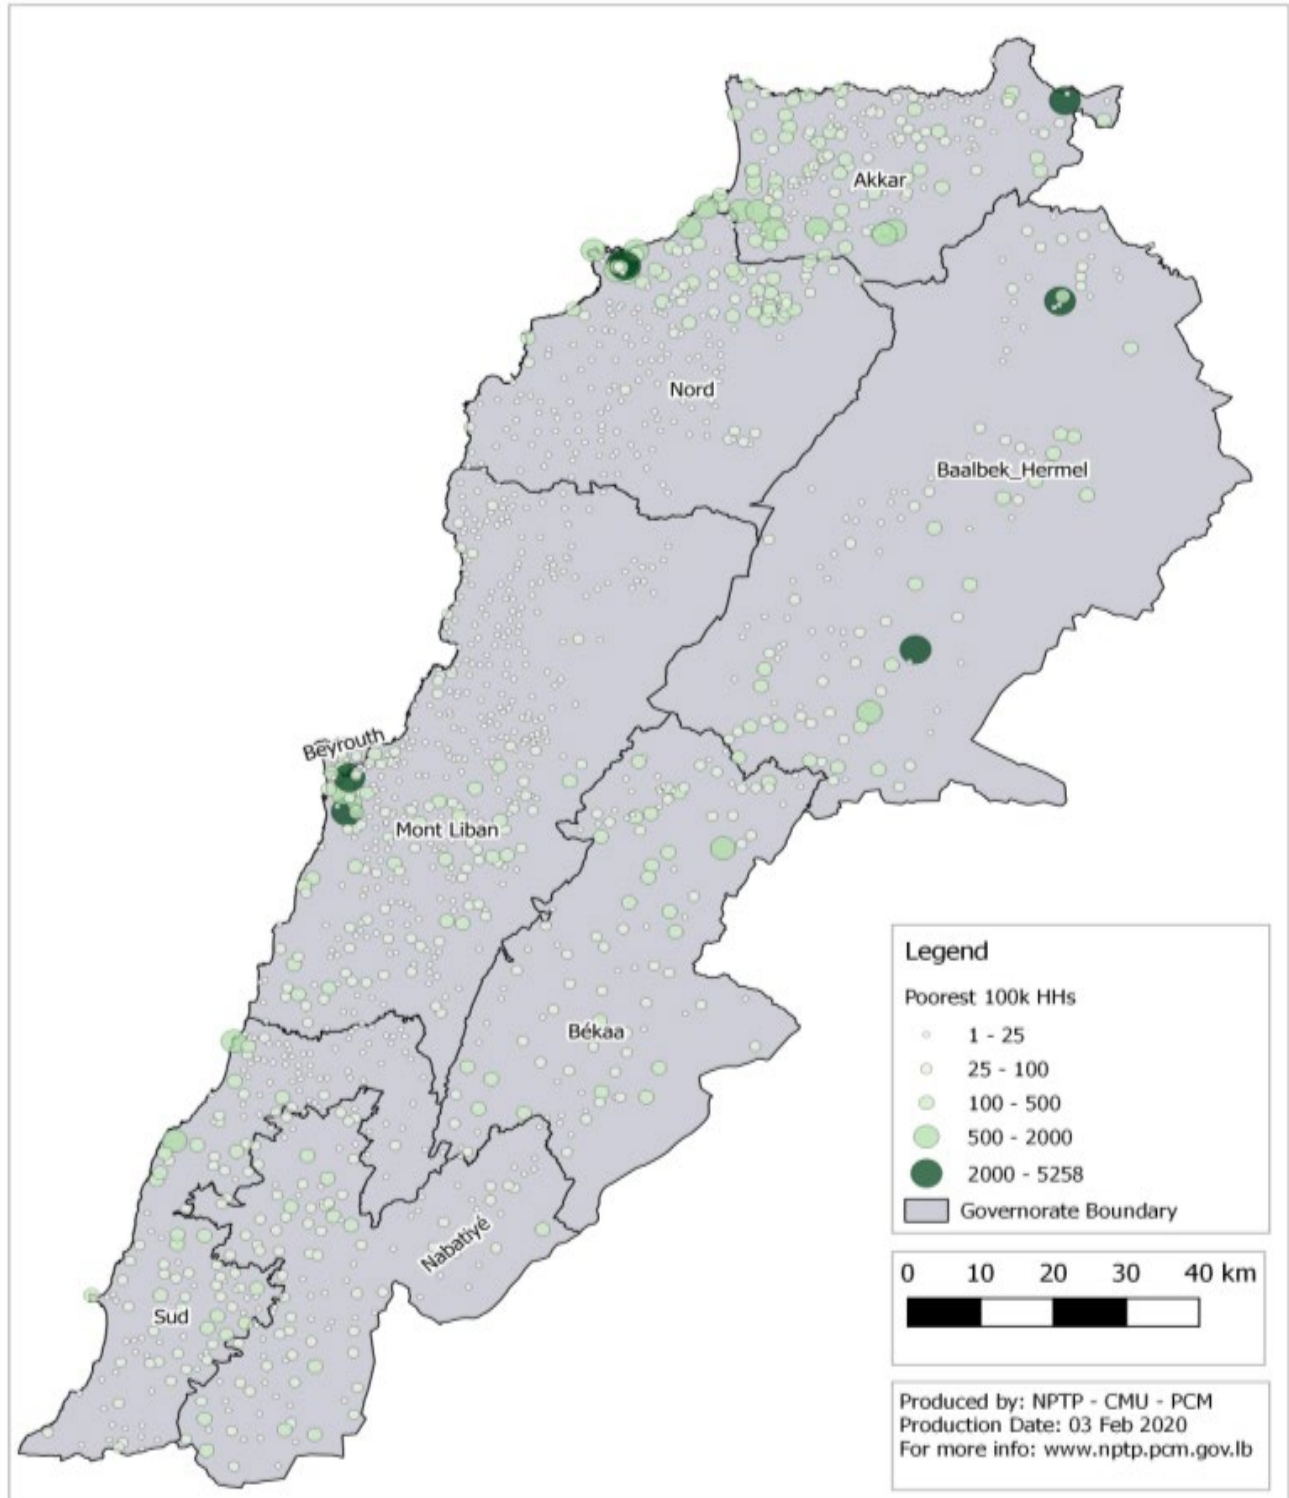 Akkar
Nord
Baalbek_Hermel
Beyrouth
Mont Liban
Békaa
Nabatiyé
Sud
Legend
Poorest 100k HHs
1 - 25
25 - 100
100 - 500
500 - 2000
2000 - 5258
Governorate Boundary
0 10 20 30 40 km
Produced by: NPTP - CMU - PCM
Production Date: 03 Feb 2020
For more info: www.nptp.pcm.gov.lb